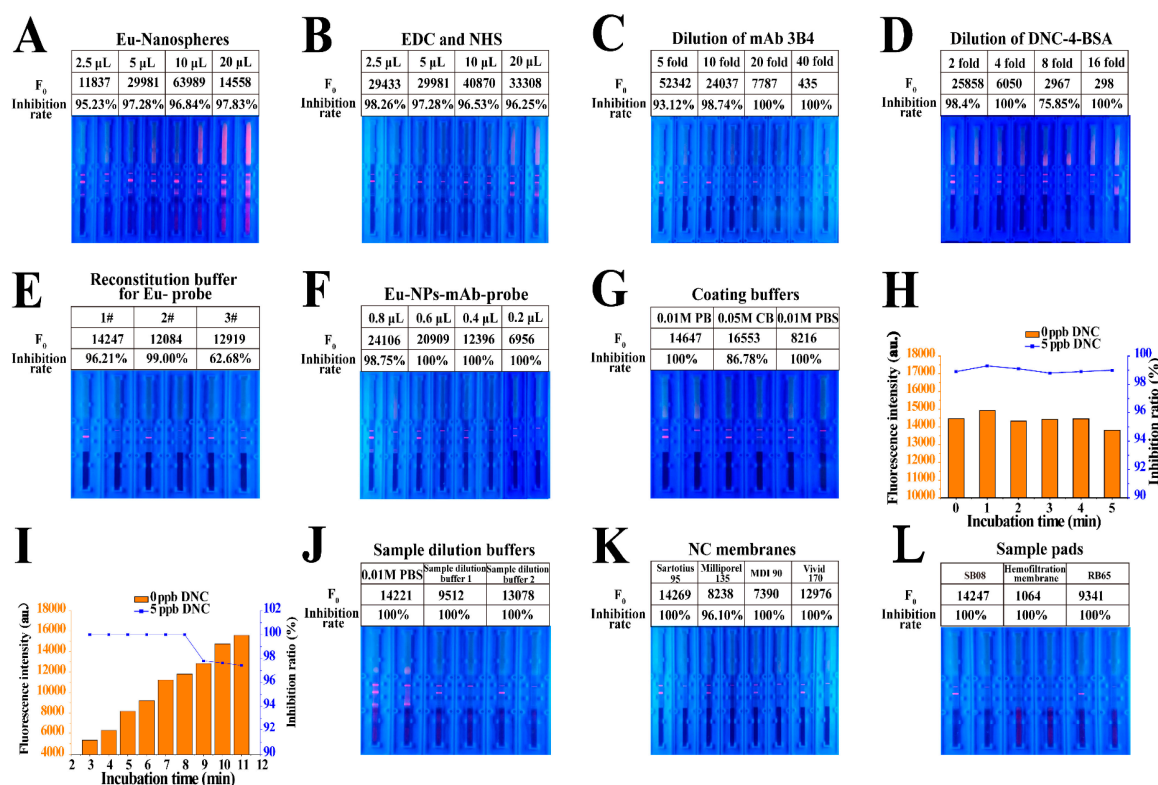 A
Eu-Nanospheres
2.5 µL 5 µL 10 µL 20 µL
F0 11837 29981 63989 14558
Inhibition rate 95.23% 97.28% 96.84% 97.83%
B
EDC and NHS
2.5 µL 5 µL 10 µL 20 µL
F0 29433 29981 40870 33308
Inhibition rate 98.26% 97.28% 96.53% 96.25%
C
Dilution of mAb 3B4
5 fold 10 fold 20 fold 40 fold
F0 52342 24037 7787 435
Inhibition rate 93.12% 98.74% 100% 100%
D
Dilution of DNC-4-BSA
2 fold 4 fold 8 fold 16 fold
F0 25858 6050 2967 298
Inhibition rate 98.4% 100% 75.85% 100%
E
Reconstitution buffer
for Eu- probe
1# 2# 3#
F0 14247 12084 12919
Inhibition rate 96.21% 99.00% 62.68%
F
Eu-NPs-mAb-probe
0.8 µL 0.6 µL 0.4 µL 0.2 µL
F0 24106 20909 12396 6956
Inhibition rate 98.75% 100% 100% 100%
G
Coating buffers
0.01M PB 0.05M CB 0.01M PBS
F0 14647 16553 8216
Inhibition rate 100% 86.78% 100%
H
0ppb DNC
5 ppb DNC
Fluorescence intensity (au.)
18000
17000
16000
15000
14000
13000
12000
11000
10000
Inhibition ratio (%)
100
98
96
94
92
90
0 1 2 3 4 5
Incubation time (min)
I
0ppb DNC
5 ppb DNC
Fluorescence intensity (au.)
18000
16000
14000
12000
10000
8000
6000
4000
Inhibition ratio (%)
102
100
98
96
94
92
90
2 3 4 5 6 7 8 9 10 11 12
Incubation time (min)
J
Sample dilution buffers
0.01M PBS Sample dilution buffer 1 Sample dilution buffer 2
F0 14221 9512 13078
Inhibition rate 100% 100% 100%
K
NC membranes
Sartotius 95 Milliporel 135 MDI 90 Vivid 170
F0 14269 8238 7390 12976
Inhibition rate 100% 96.10% 100% 100%
L
Sample pads
SB08 Hemofiltration membrane RB65
F0 14247 1064 9341
Inhibition rate 100% 100% 100%